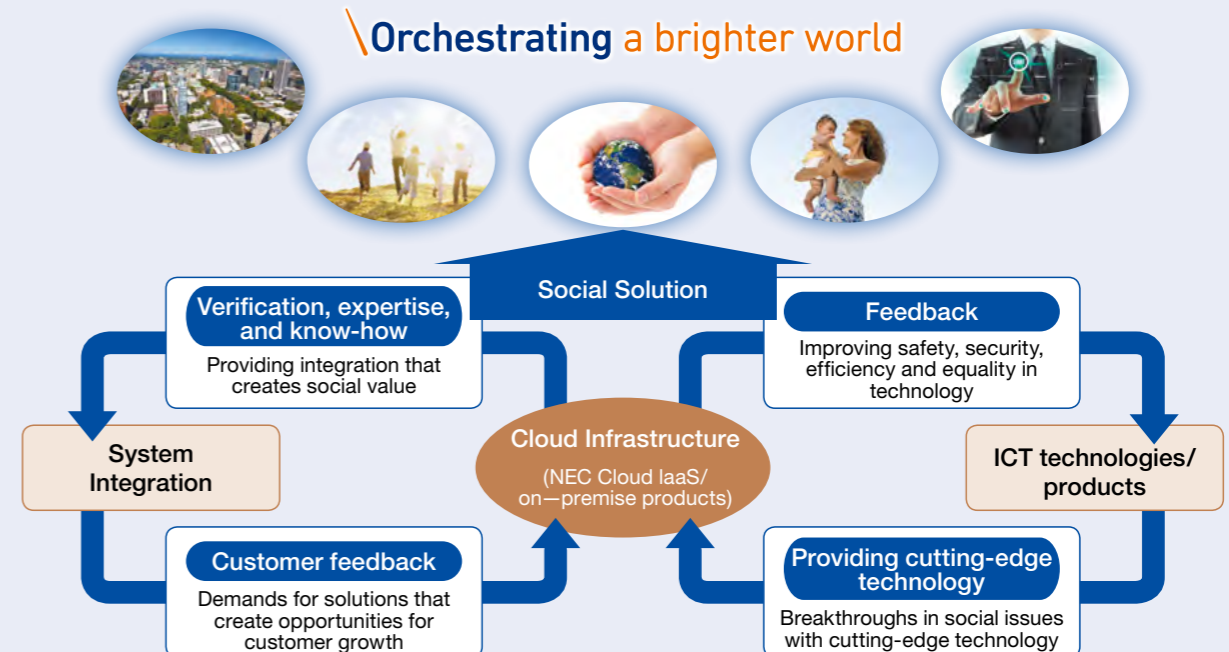 \Orchestrating a brighter world
Social Solution
Verification, expertise,
and know-how
Providing integration that
creates social value
Feedback
Improving safety, security,
efficiency and equality in
technology
System
Integration
Cloud Infrastructure
(NEC Cloud IaaS/
on—premise products)
ICT technologies/
products
Customer feedback
Demands for solutions that
create opportunities for
customer growth
Providing cutting-edge
technology
Breakthroughs in social issues
with cutting-edge technology